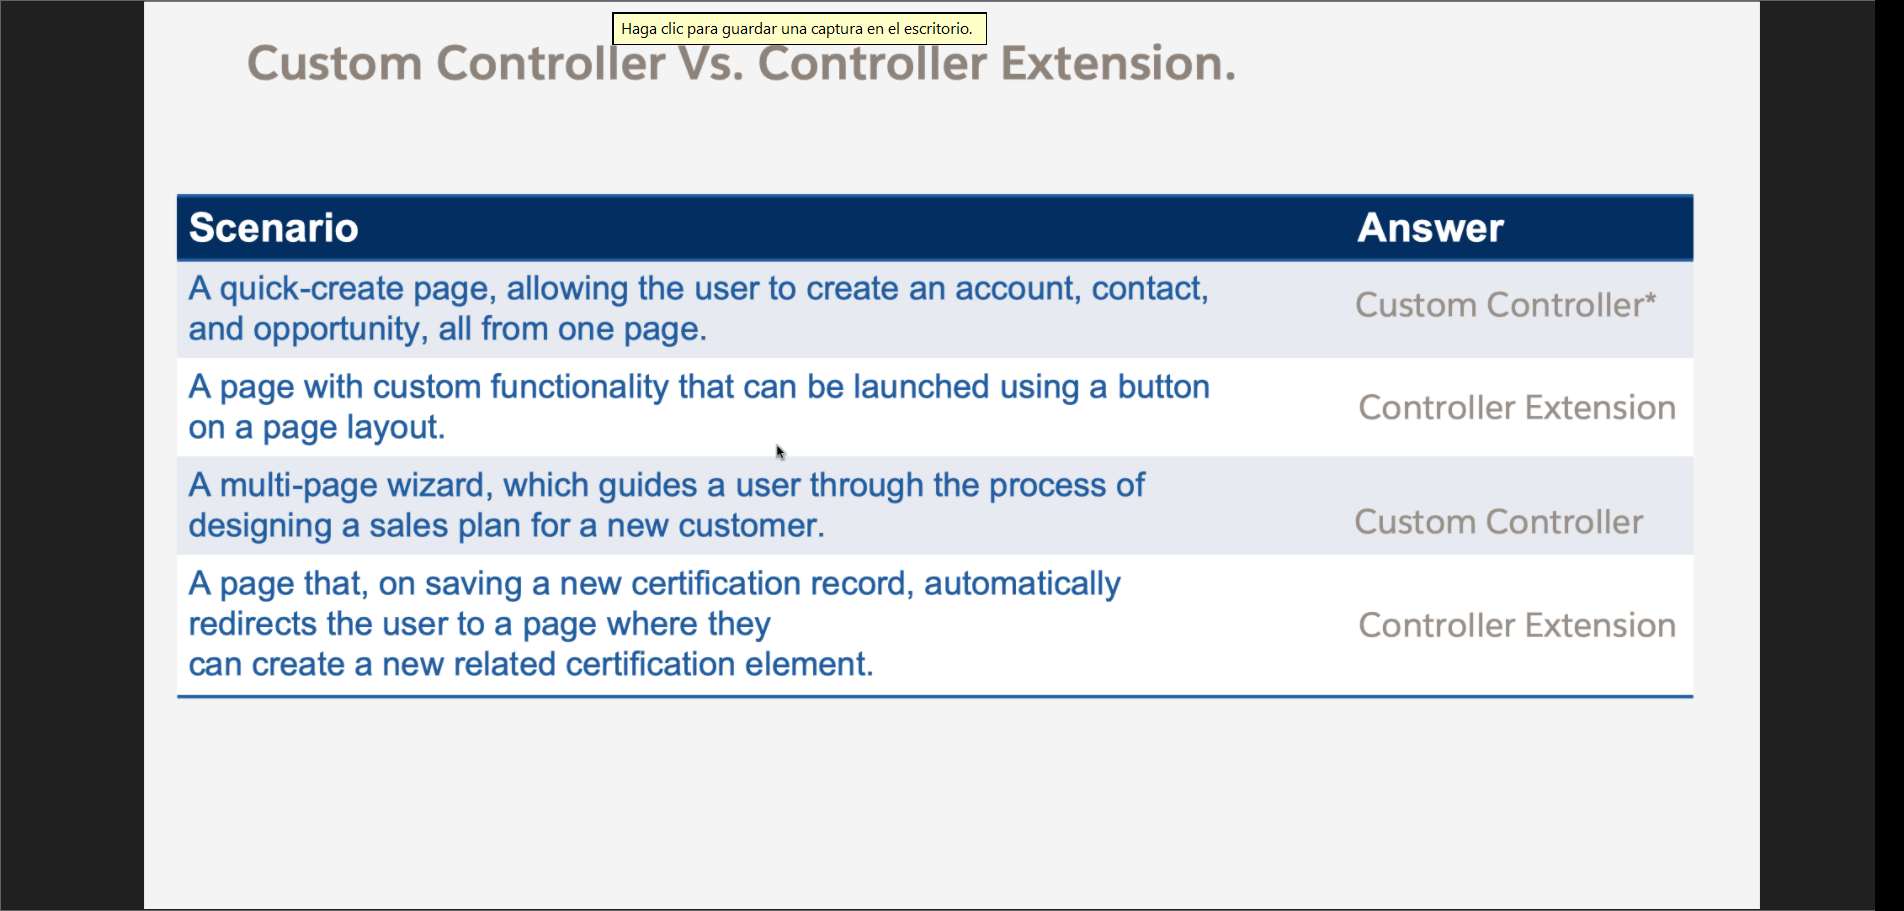 Haga clic para guardar una captura en el escritorio.
Custom Controller Vs. Controller Extension.
Scenario
Answer
A quick-create page, allowing the user to create an account, contact,
and opportunity, all from one page.
Custom Controller*
A page with custom functionality that can be launched using a button
on a page layout.
Controller Extension
A multi-page wizard, which guides a user through the process of
designing a sales plan for a new customer.
Custom Controller
A page that, on saving a new certification record, automatically
redirects the user to a page where they
can create a new related certification element.
Controller Extension